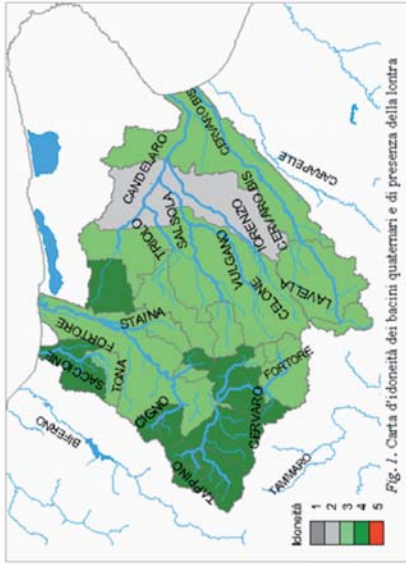 BIFERNO
SACCIONE
TONA
FORTORE
STAINA
CIGNO
TAPPINO
CERVARO
FORTORE
TAMMARO
CANDELARO
TRIOLO
SALSOLA
VULGANO
CELONE
LORENZO
CERVARO BIS
CERVARO BIS
LAVELLA
CARAPELLE
Idoneità
1
2
3
4
5
Fig. 1. Carta d'idoneità dei bacini quaternari e di presenza della lontra